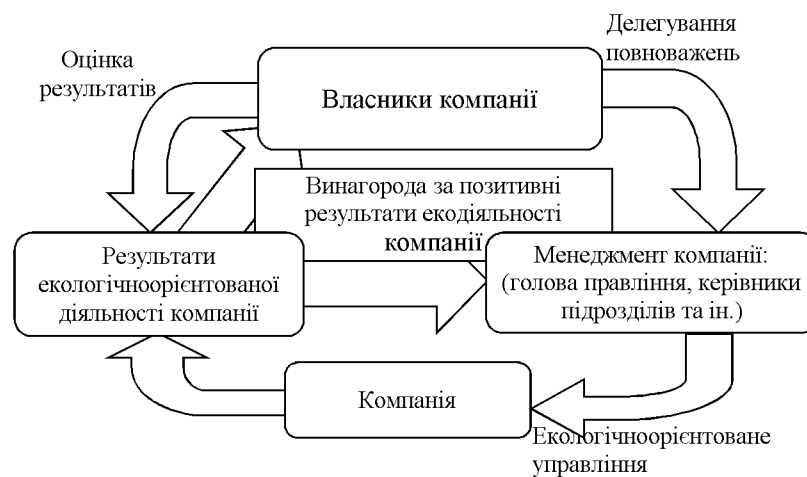 Оцінка
результатів
Власники компанії
Делегування
повноважень
Винагорода за позитивні
результати екодіяльності
компанії
Результати
екологічноорієнтованої
діяльності компанії
Менеджмент компанії:
(голова правління, керівники
підрозділів та ін.)
Компанія
Екологічноорієнтоване
управління